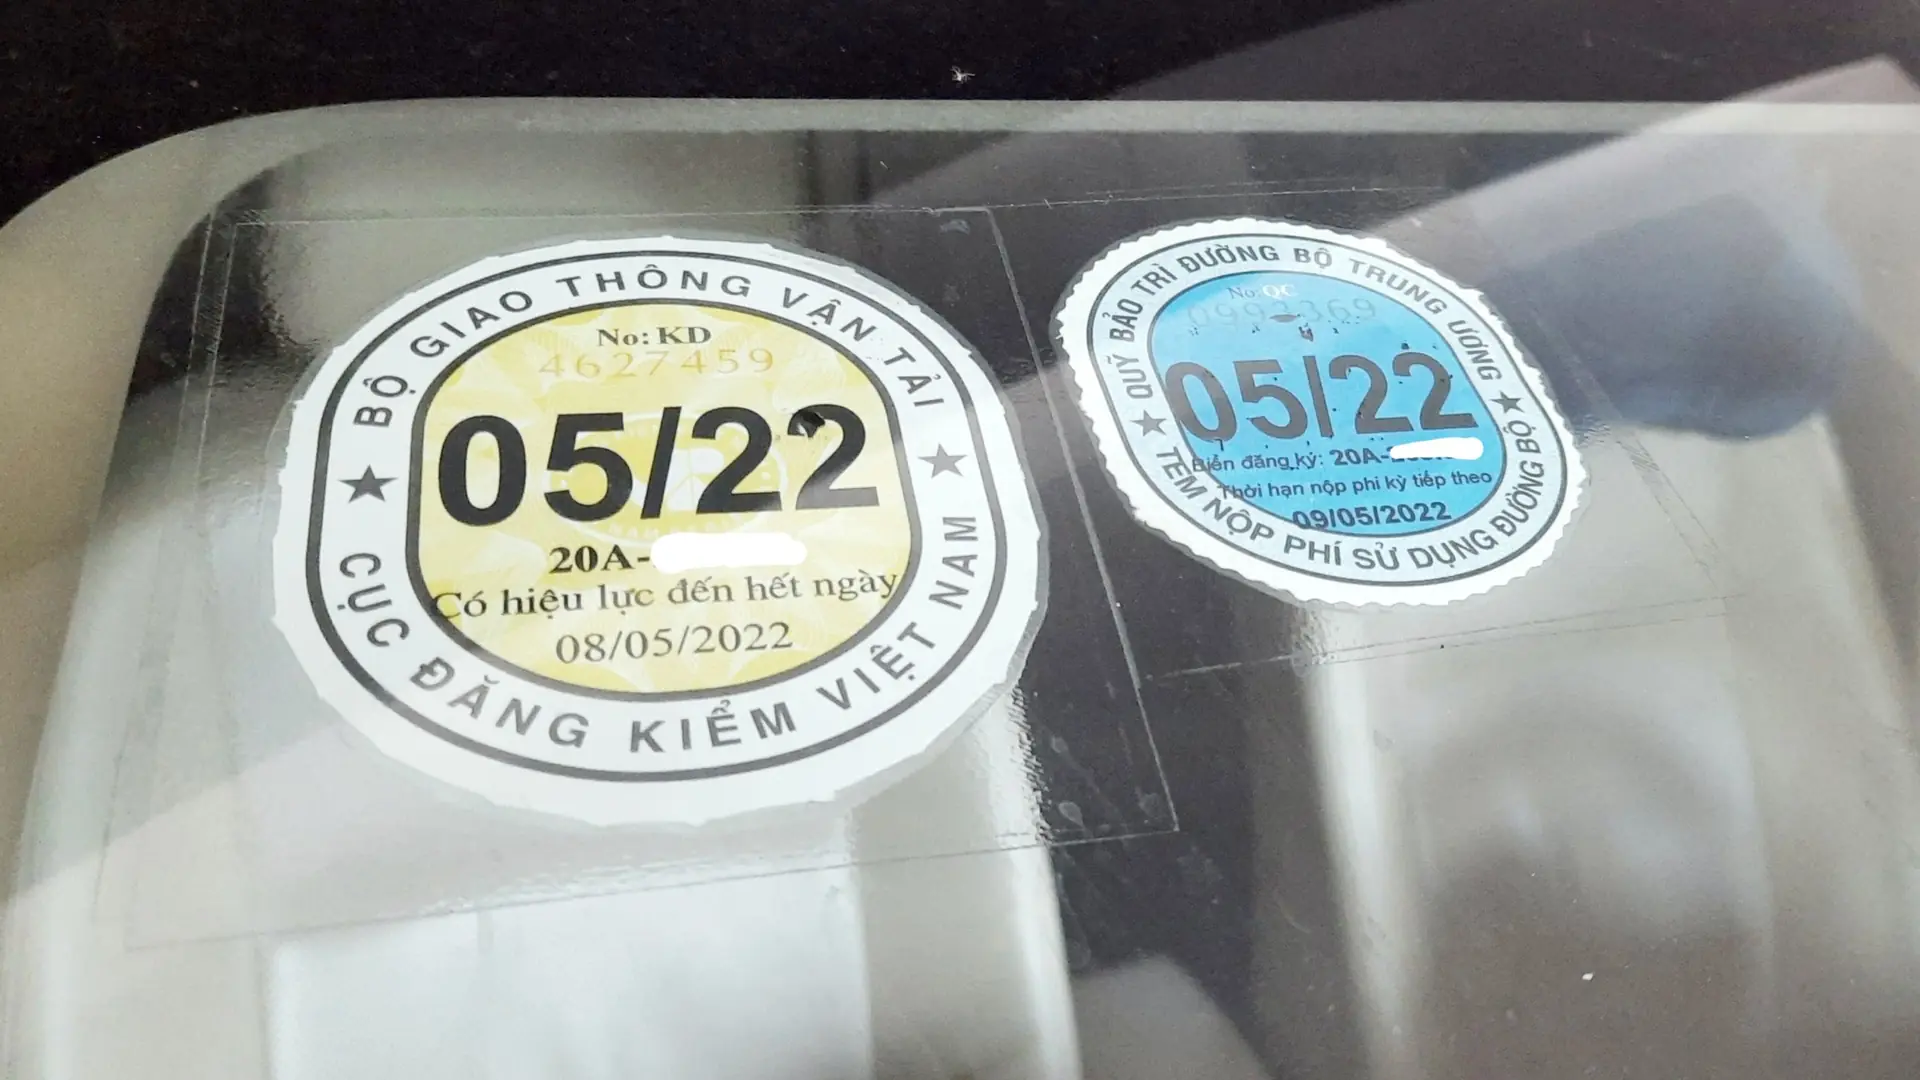 BỘ GIAO THÔNG VẬN TẢI
No: KD
4627459
05/22
20A-
Có hiệu lực đến hết ngày
08/05/2022
CỤC ĐĂNG KIỂM VIỆT NAM
QUỸ BẢO TRÌ ĐƯỜNG BỘ TRUNG ƯƠNG
No: QC
05/22
Biển đăng ký: 20A-
Thời hạn nộp phí kỳ tiếp theo
09/05/2022
TEM NỘP PHÍ SỬ DỤNG ĐƯỜNG BỘ